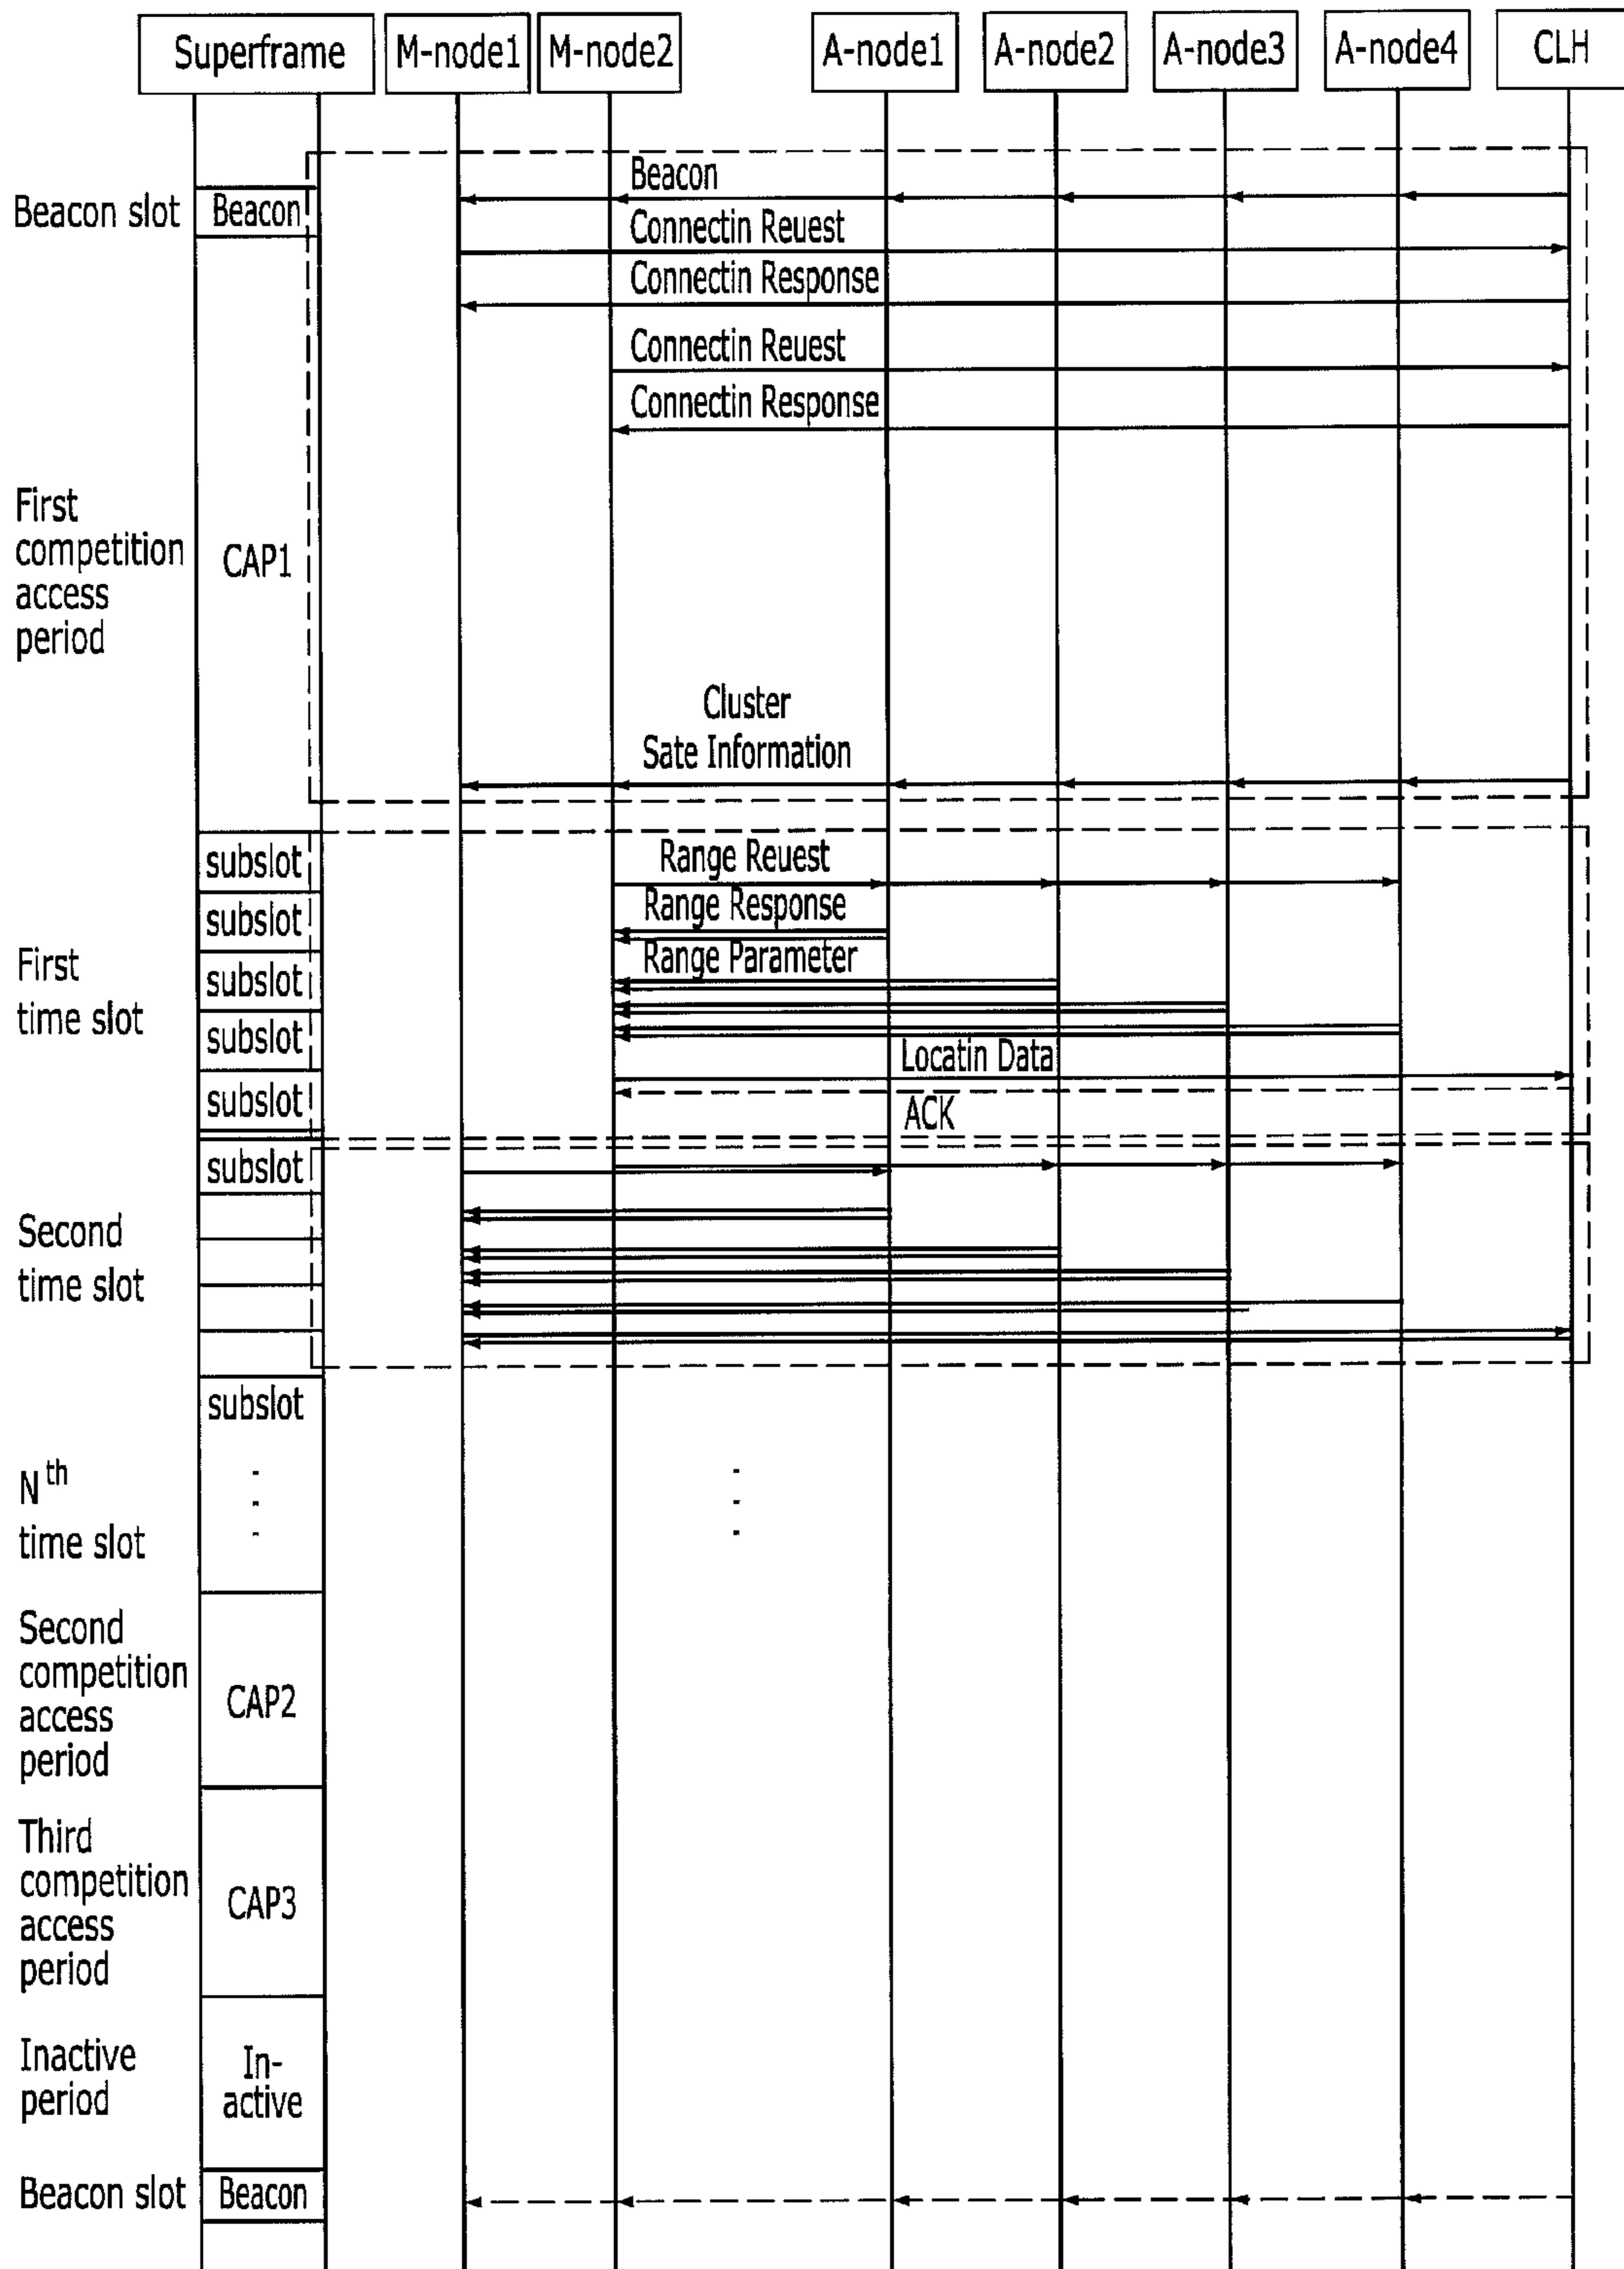 Superframe
M-node1
M-node2
A-node1
A-node2
A-node3
A-node4
CLH
Beacon slot
Beacon
Beacon
Connectin Reuest
Connectin Response
Connectin Reuest
Connectin Response
First
competition
access
period
CAP1
Cluster
Sate Information
First
time slot
subslot
subslot
subslot
subslot
subslot
Range Reuest
Range Response
Range Parameter
Locatin Data
ACK
Second
time slot
subslot
subslot
Nth
time slot
Second
competition
access
period
CAP2
Third
competition
access
period
CAP3
Inactive
period
In-
active
Beacon slot
Beacon